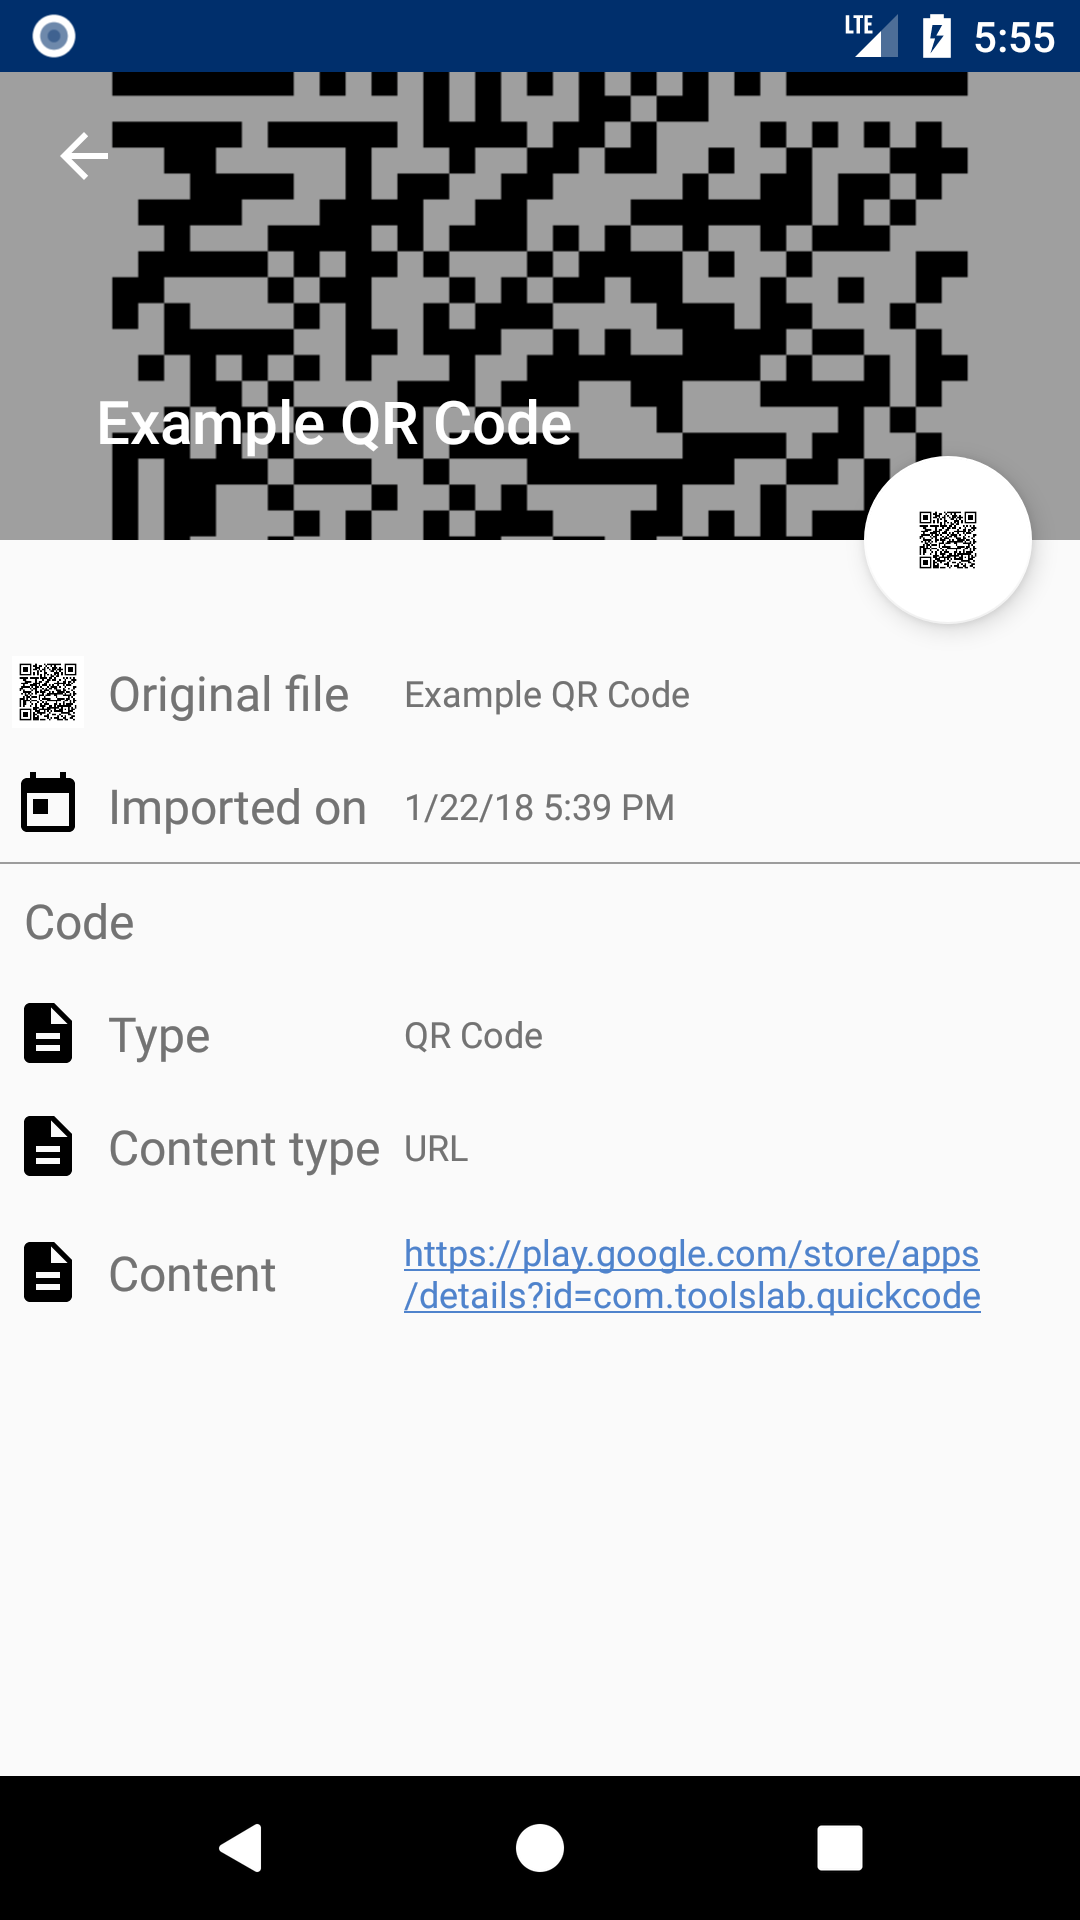 LTE 5:55
Example QR Code
Original file Example QR Code
Imported on 1/22/18 5:39 PM
Code
Type QR Code
Content type URL
Content https://play.google.com/store/apps
/details?id=com.toolslab.quickcode